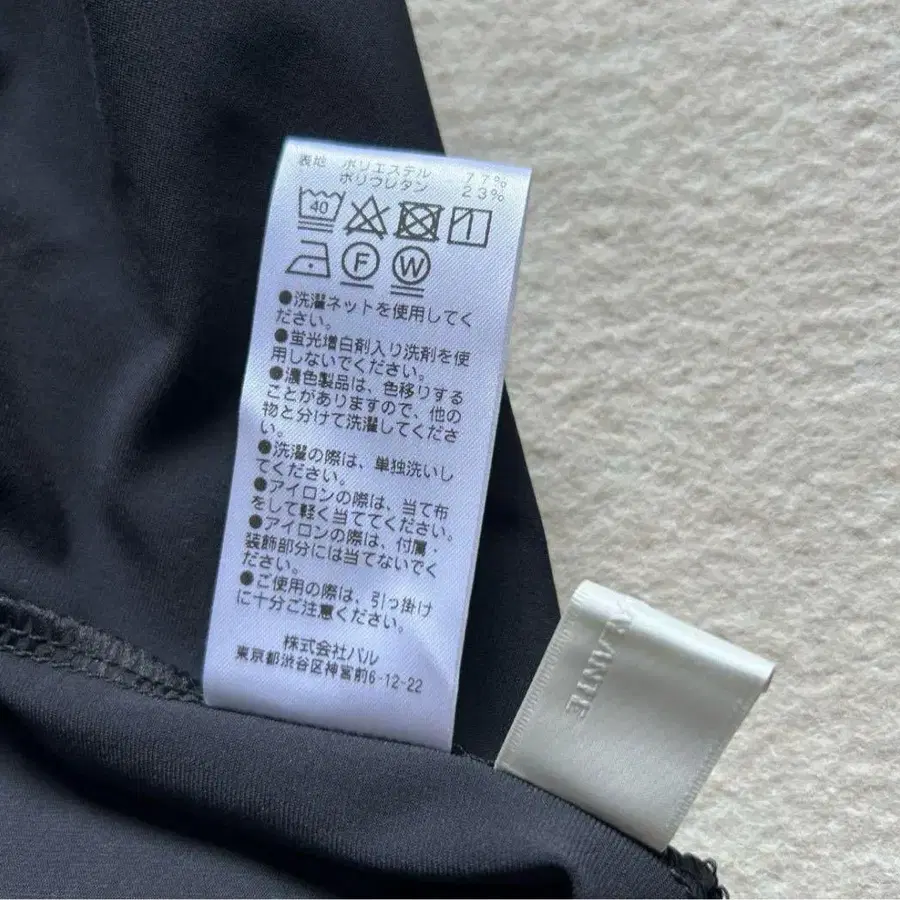 表地 ポリエステル 77%
ポリウレタン 23%
40
F W
●洗濯ネットを使用してく
ださい。
●蛍光増白剤入り洗剤を使
用しないでください。
●濃色製品は、色移りする
ことがありますので、他の
物と分けて洗濯してくださ
い。
●洗濯の際は、単独洗いし
てください。
●アイロンの際は、当て布
をして軽く当ててください。
●アイロンの際は、付属・
装飾部分には当てないでく
ださい。
●ご使用の際は、引っ掛け
に十分ご注意ください。
株式会社パル
東京都渋谷区神宮前6-12-22